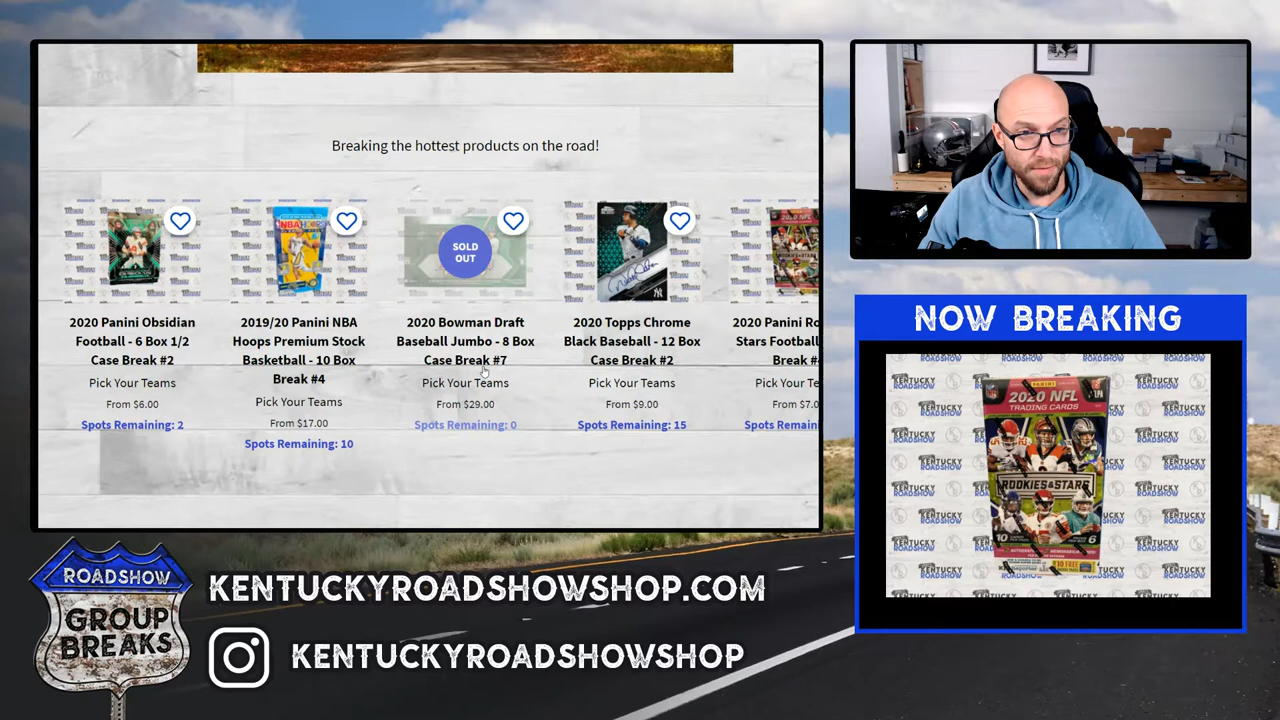 Breaking the hottest products on the road!
SOLD
OUT
2020 Panini Obsidian
Football - 6 Box 1/2
Case Break #2
Pick Your Teams
From $6.00
Spots Remaining: 2
2019/20 Panini NBA
Hoops Premium Stock
Basketball - 10 Box
Break #4
Pick Your Teams
From $17.00
Spots Remaining: 10
2020 Bowman Draft
Baseball Jumbo - 8 Box
Case Break #7
Pick Your Teams
From $29.00
Spots Remaining: 0
2020 Topps Chrome
Black Baseball - 12 Box
Case Break #2
Pick Your Teams
From $9.00
Spots Remaining: 15
2020 Panini Ro
Stars Football
Break #
Pick Your Te
From $7.0
Spots Remain
NOW BREAKING
PANINI
2020 NFL
TRADING CARDS
ROOKIES & STARS
10
6
KENTUCKY
ROADSHOW
ROADSHOW
GROUP
BREAKS
KENTUCKYROADSHOWSHOP.COM
KENTUCKYROADSHOWSHOP